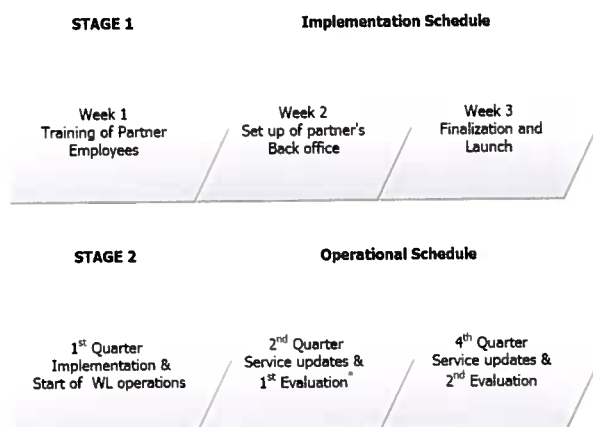 STAGE 1
Implementation Schedule
Week 1
Training of Partner
Employees
Week 2
Set up of partner's
Back office
Week 3
Finalization and
Launch
STAGE 2
Operational Schedule
1st Quarter
Implementation &
Start of WL operations
2nd Quarter
Service updates &
1st Evaluation*
4th Quarter
Service updates &
2nd Evaluation